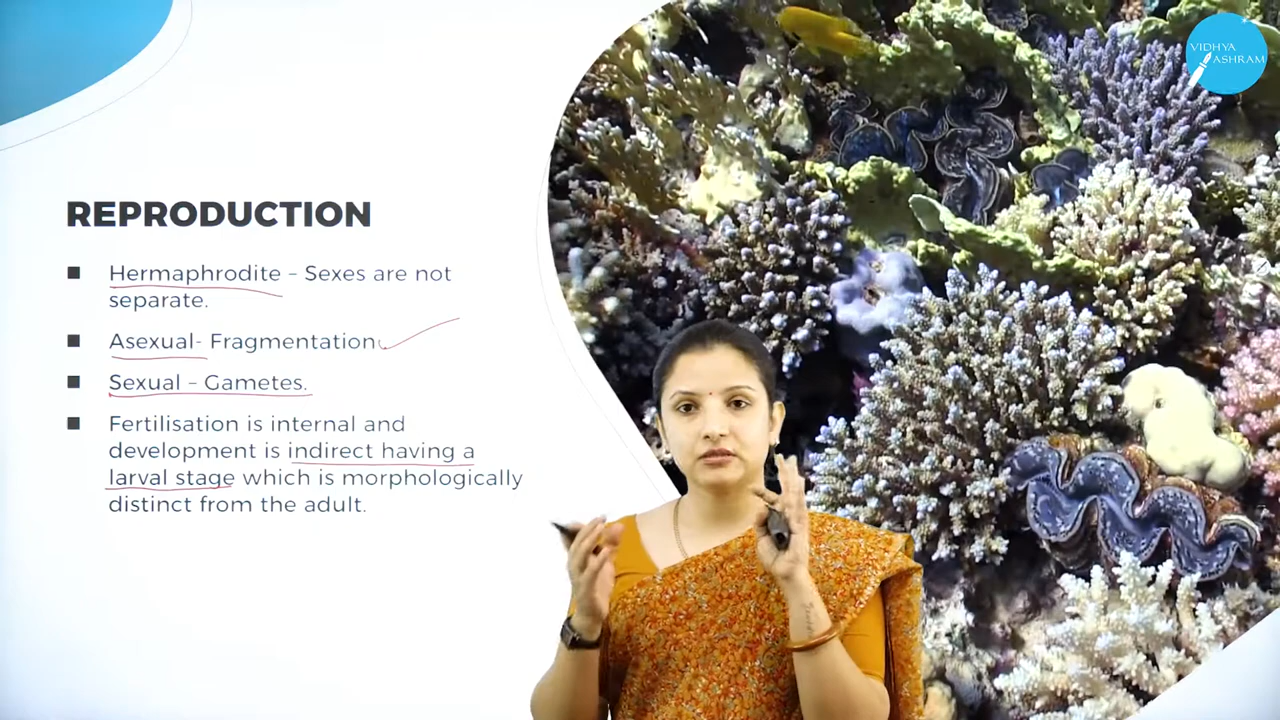 VIDHYA
ASHRAM
REPRODUCTION
■ Hermaphrodite – Sexes are not
separate.
■ Asexual- Fragmentation
■ Sexual – Gametes.
■ Fertilisation is internal and
development is indirect having a
larval stage which is morphologically
distinct from the adult.